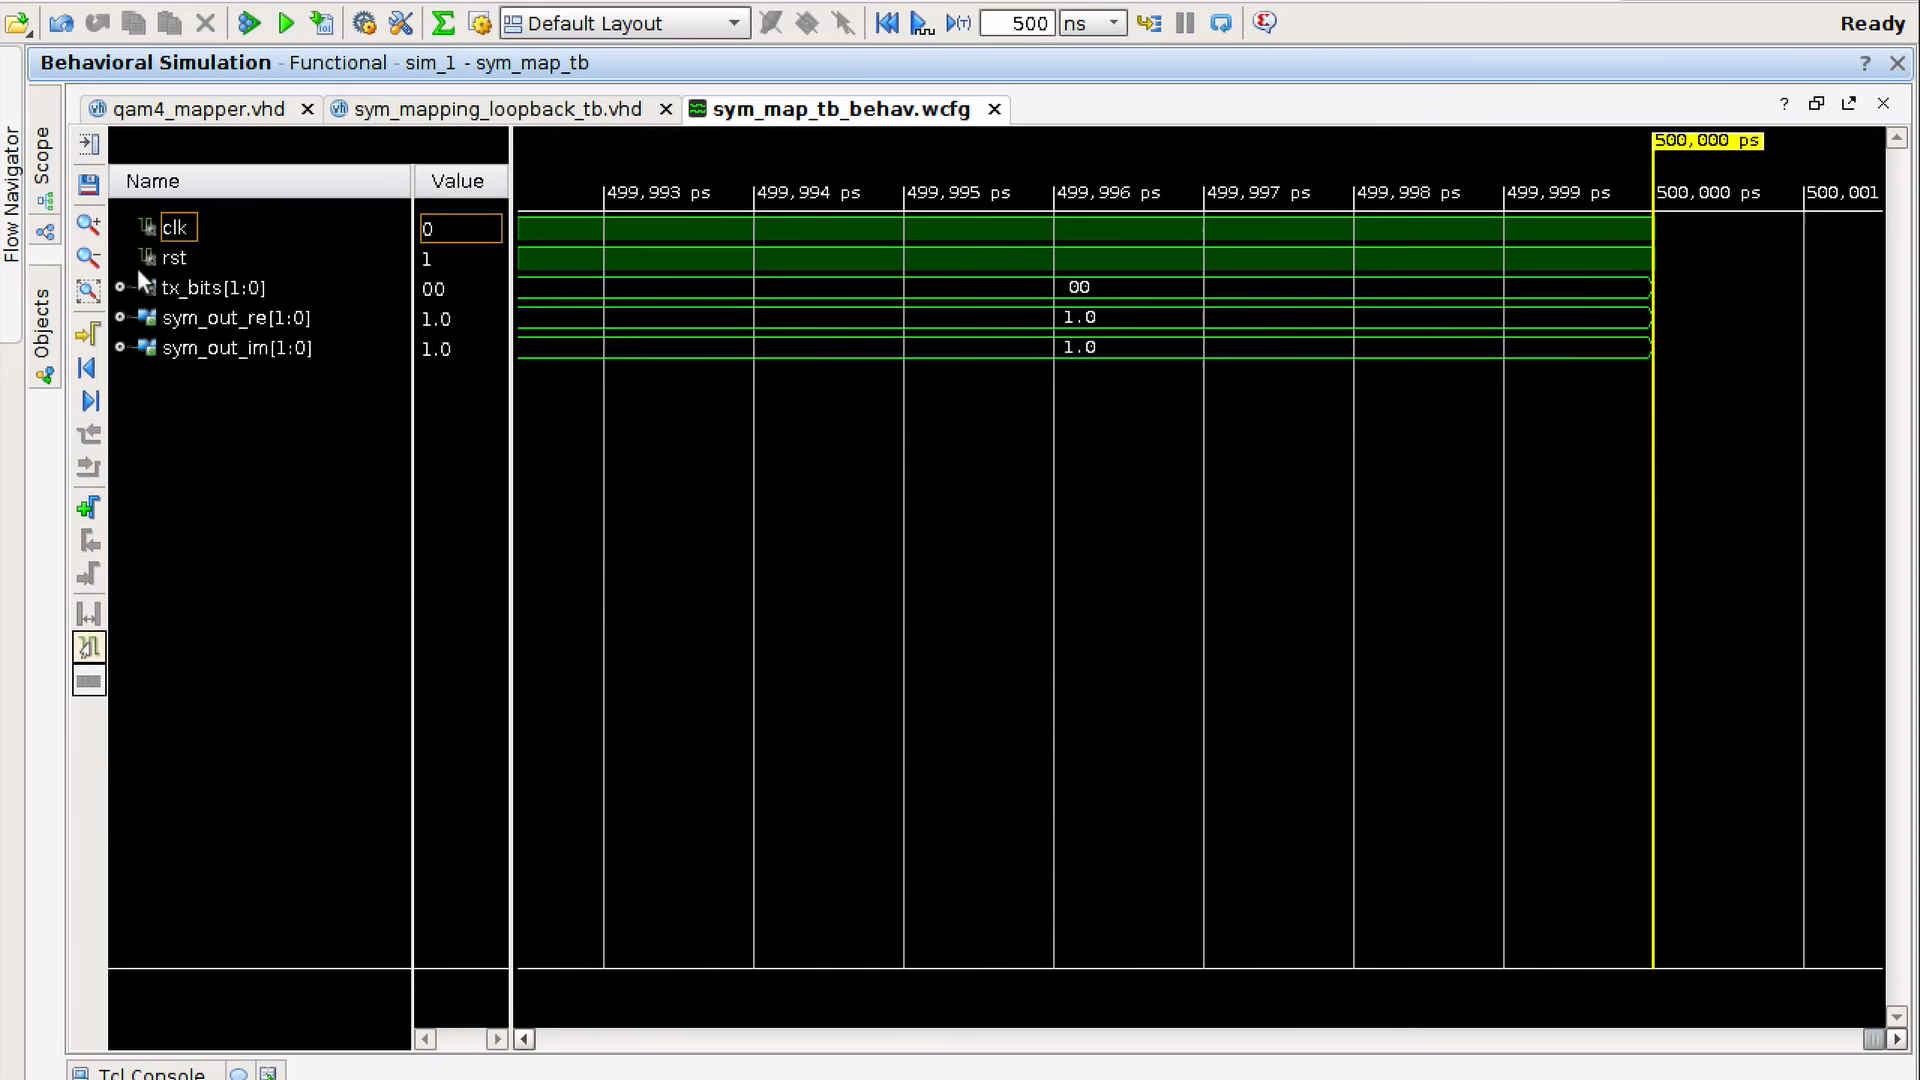 Default Layout
500
ns
Ready
Behavioral Simulation - Functional - sim_1 - sym_map_tb
?
Flow Navigator
Scope
Objects
qam4_mapper.vhd
sym_mapping_loopback_tb.vhd
sym_map_tb_behav.wcfg
?
Name
Value
500,000 ps
499,993 ps
499,994 ps
499,995 ps
499,996 ps
499,997 ps
499,998 ps
499,999 ps
500,000 ps
500,001
clk
0
rst
1
tx_bits[1:0]
00
00
sym_out_re[1:0]
1.0
1.0
sym_out_im[1:0]
1.0
1.0
Tcl Console